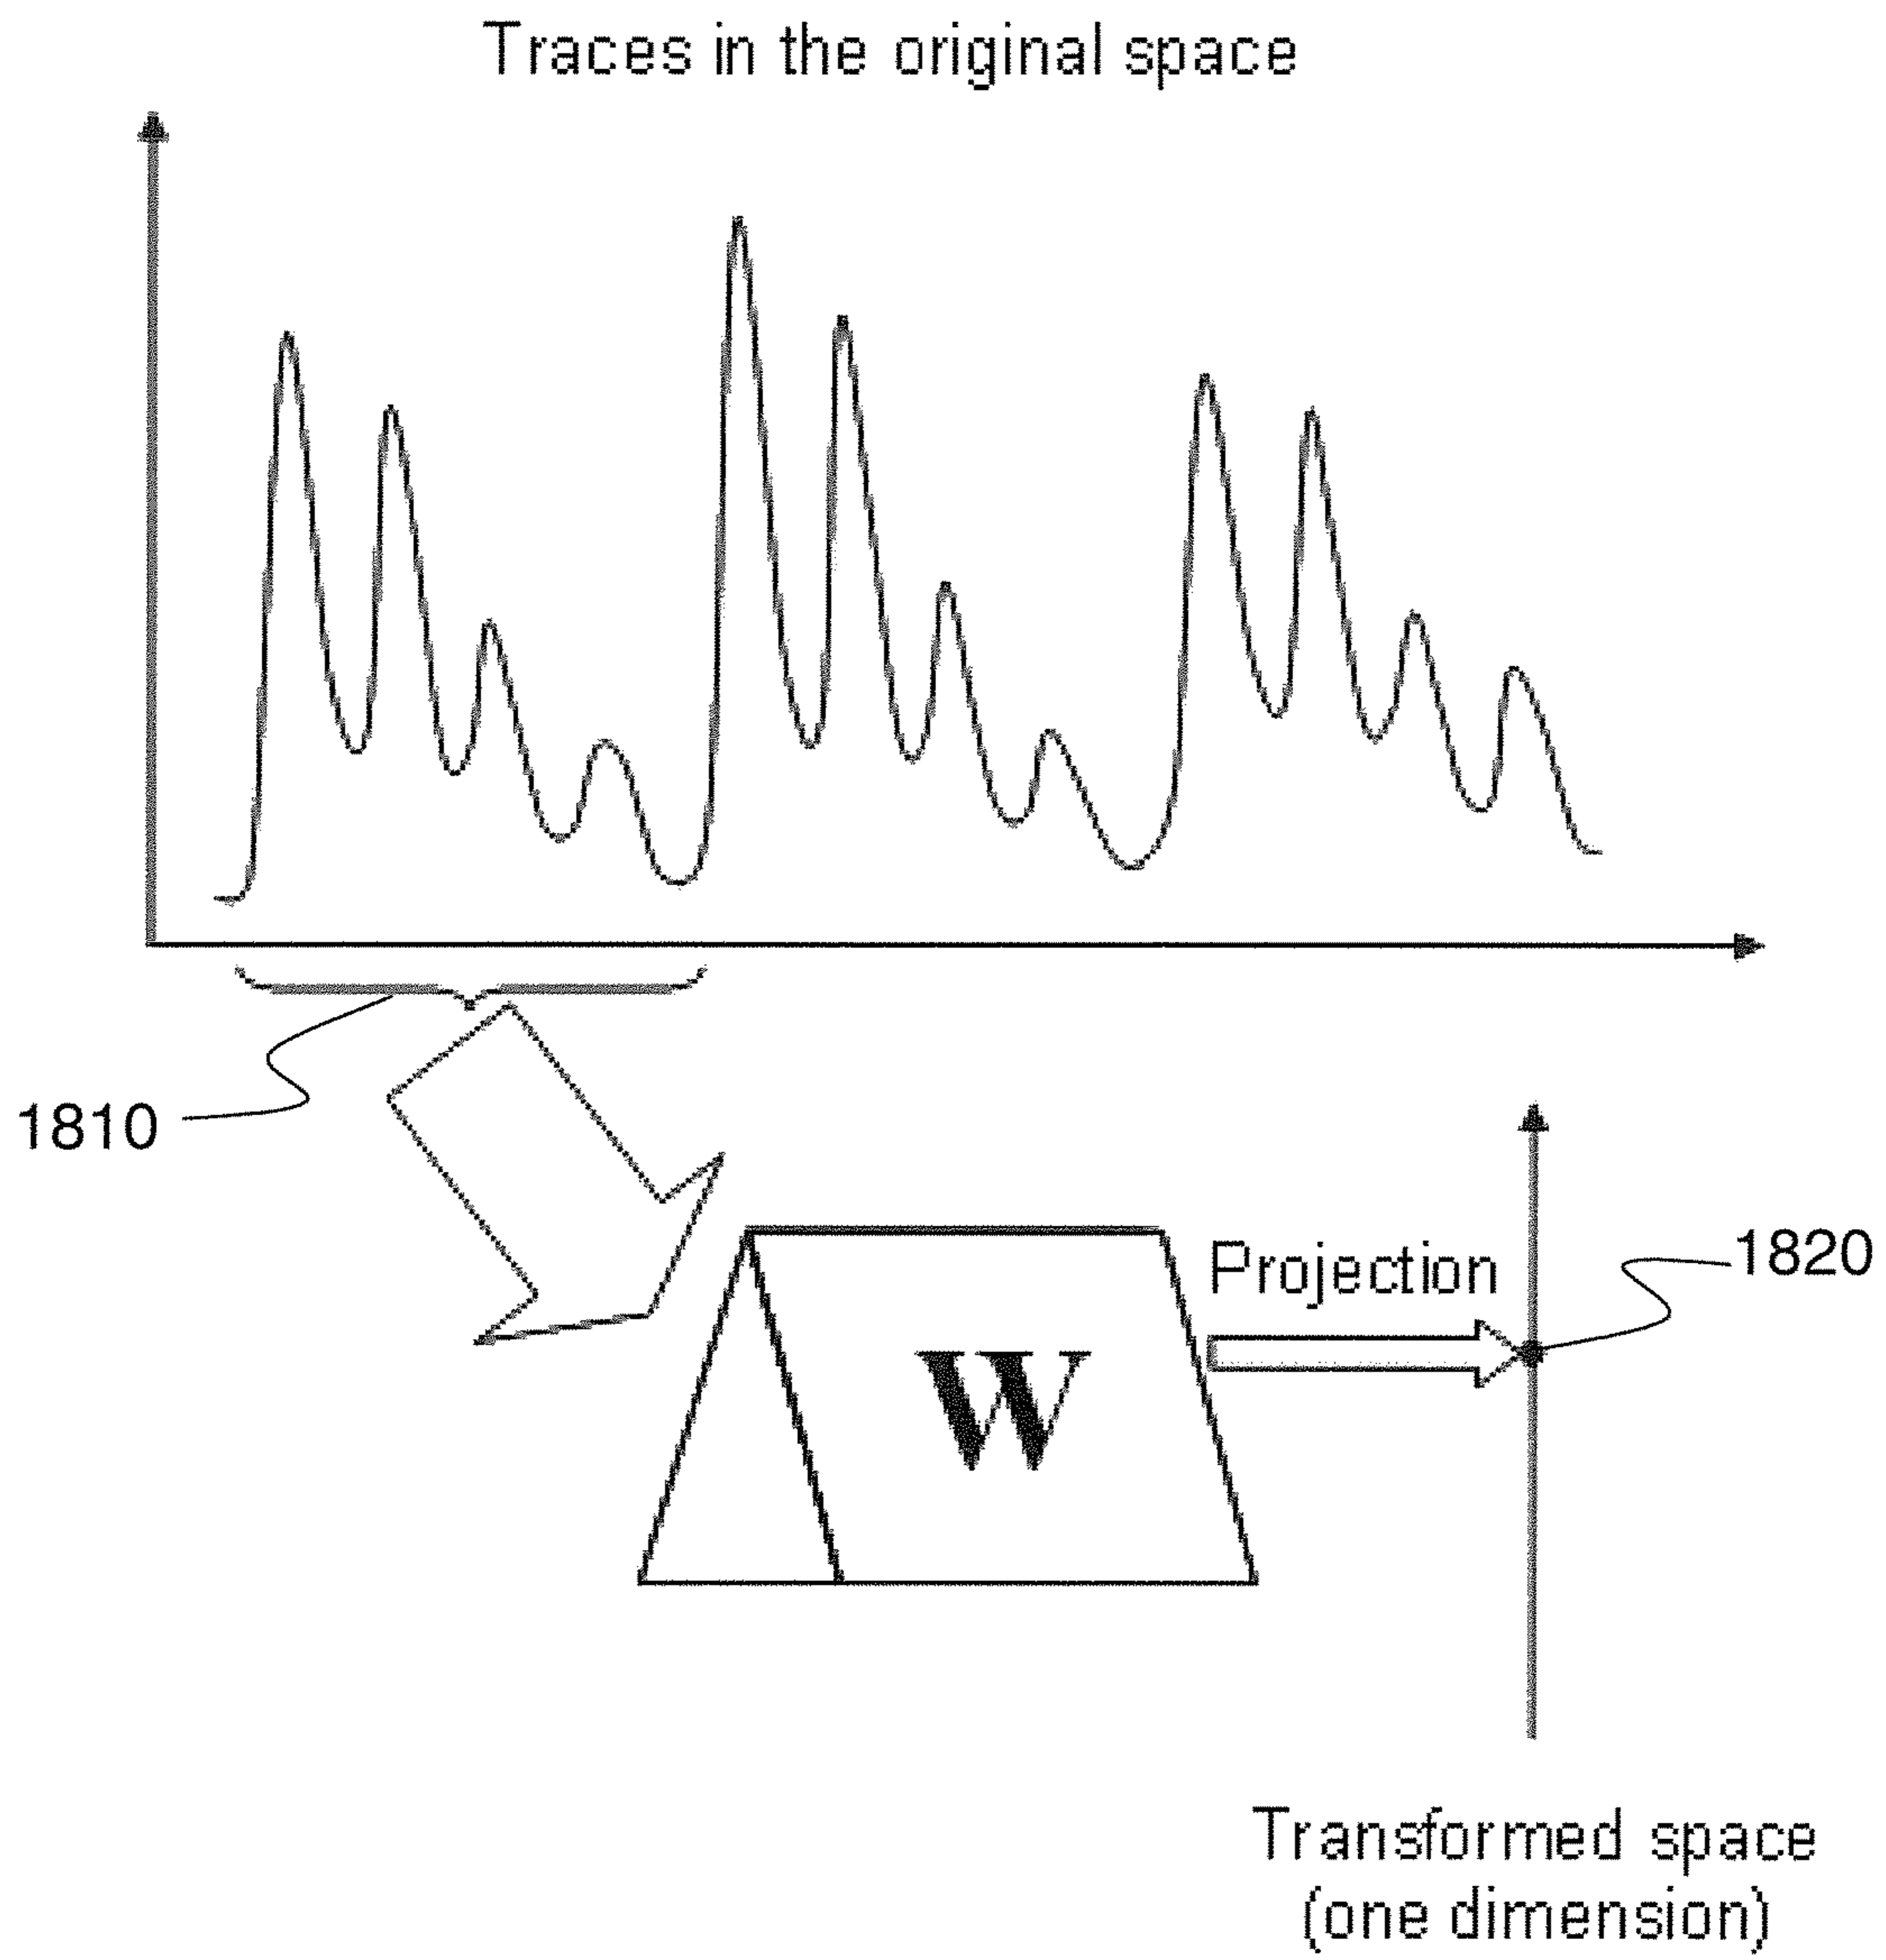 Traces in the original space
1810
Projection
1820
W
Transformed space
(one dimension)